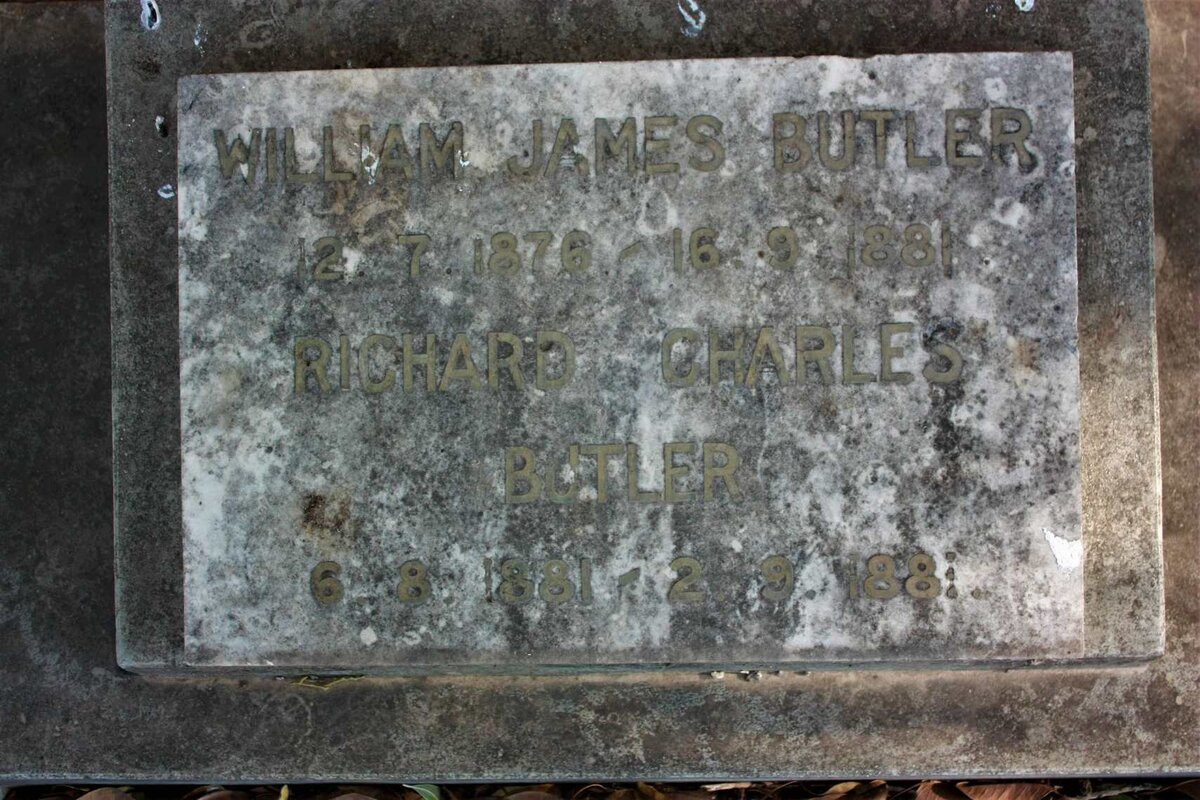 WILLIAM JAMES BUTLER
12. 7. 1876 - 16. 9. 1881
RICHARD CHARLES
BUTLER
6. 8. 1881 - 2. 9. 1881.